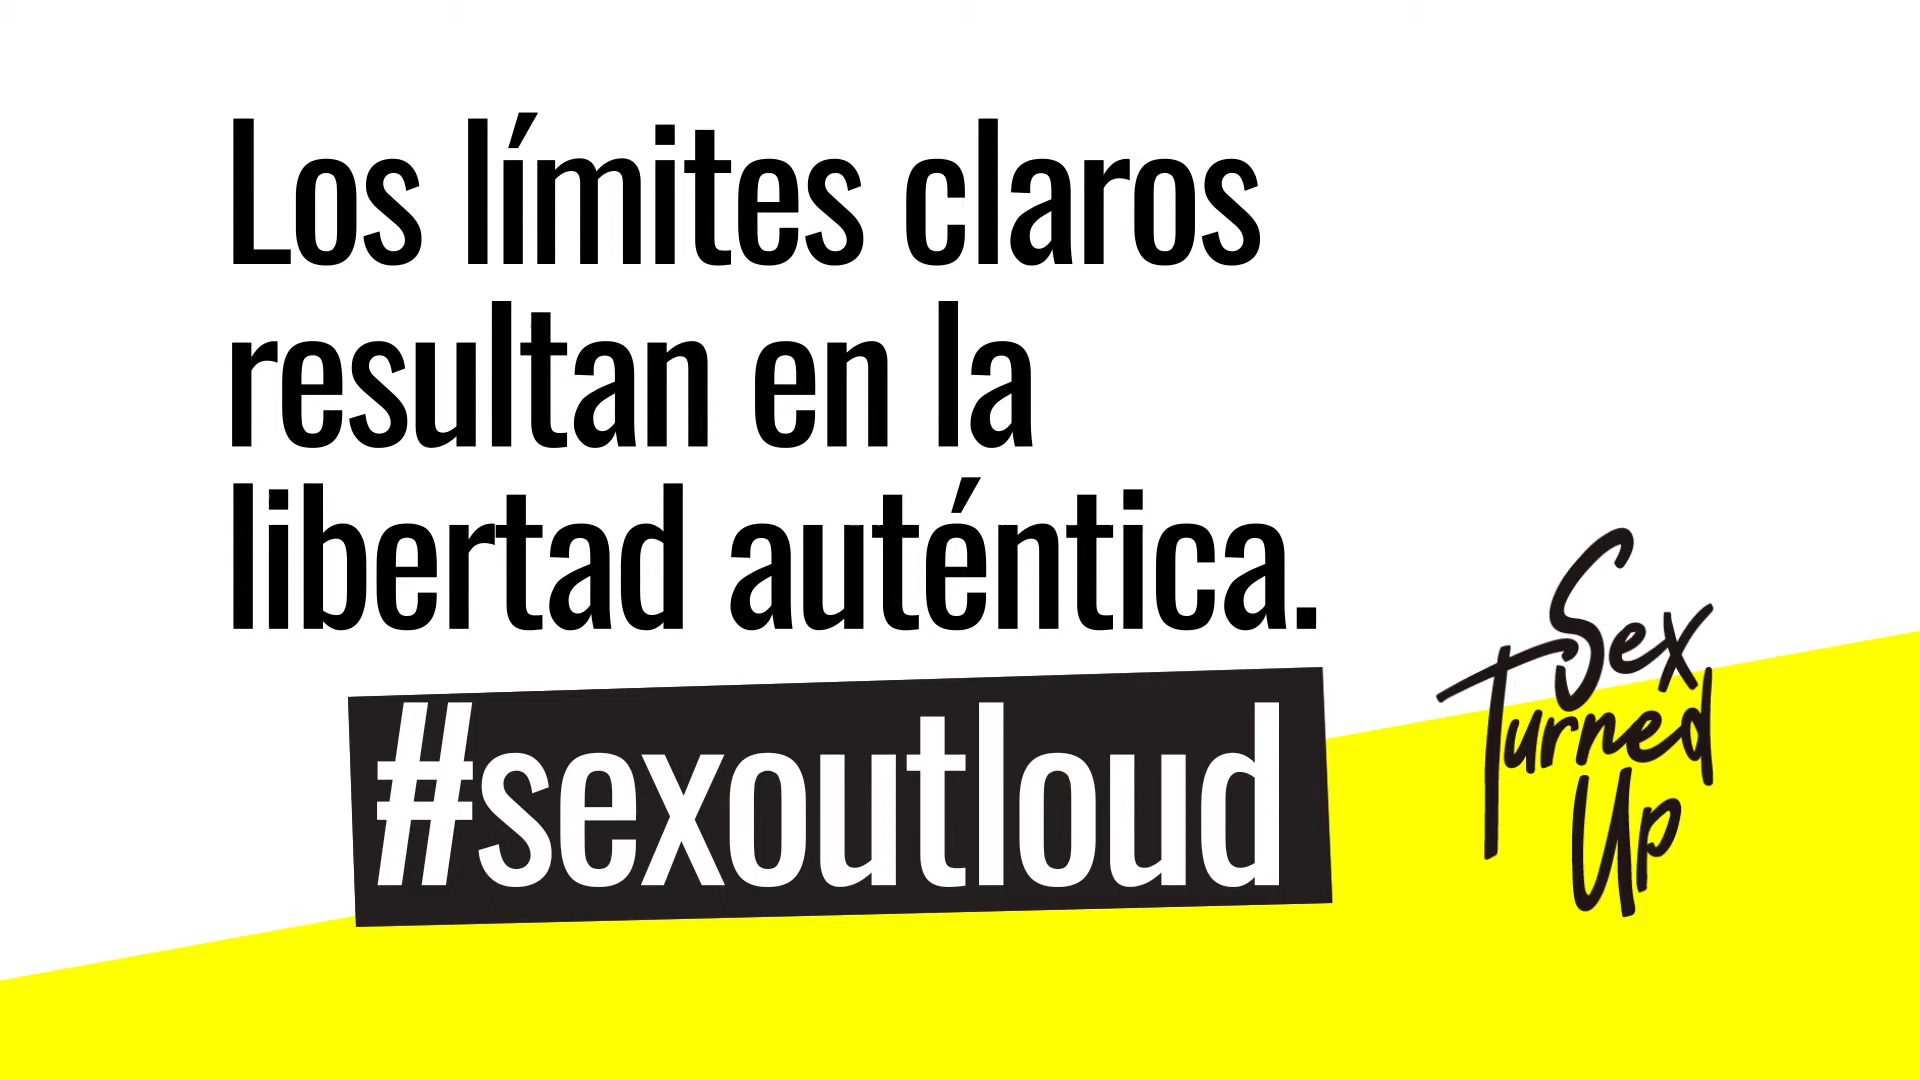 Los límites claros
resultan en la
libertad auténtica.
#sexoutloud
Sex
Turned
Up